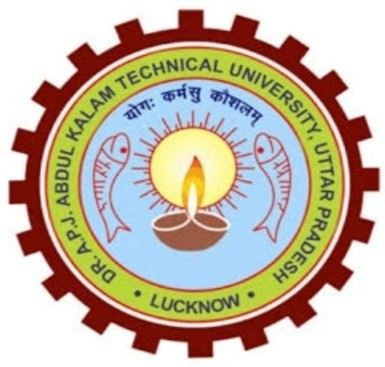 DR. A.P.J. ABDUL KALAM TECHNICAL UNIVERSITY, UTTAR PRADESH
योगः कर्मसु कौशलम्
• LUCKNOW •